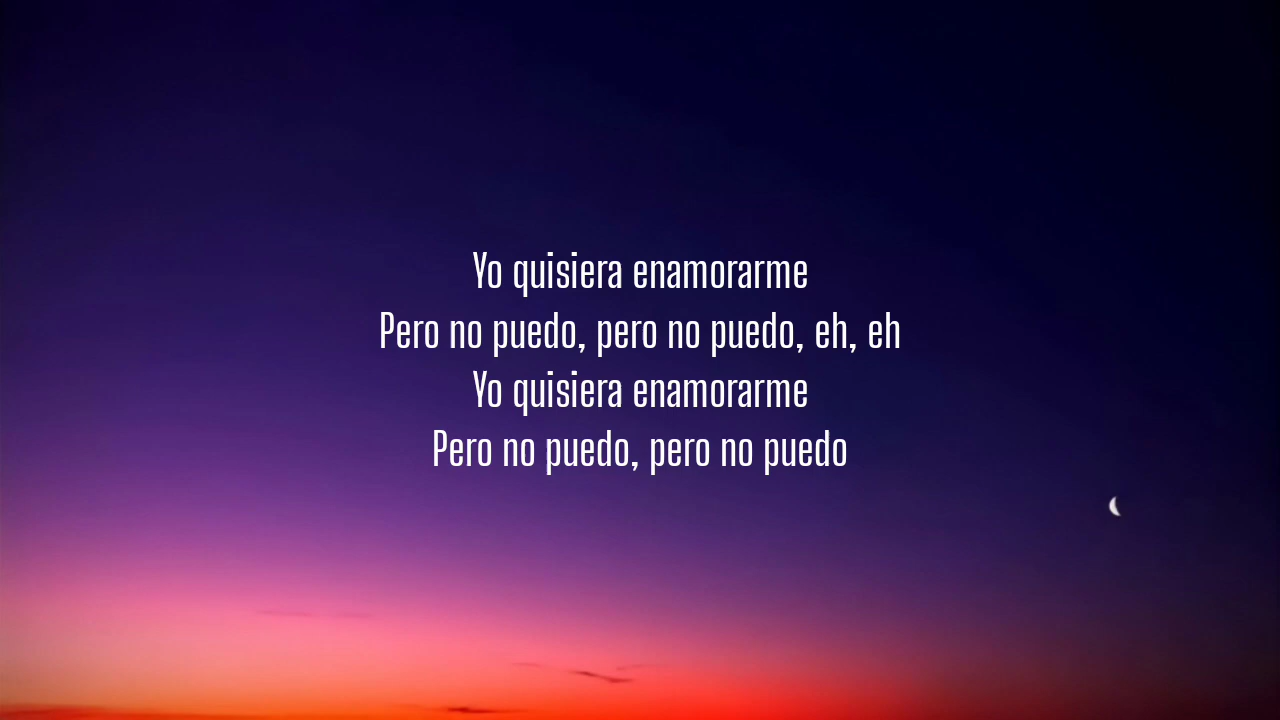 Yo quisiera enamorarme
Pero no puedo, pero no puedo, eh, eh
Yo quisiera enamorarme
Pero no puedo, pero no puedo